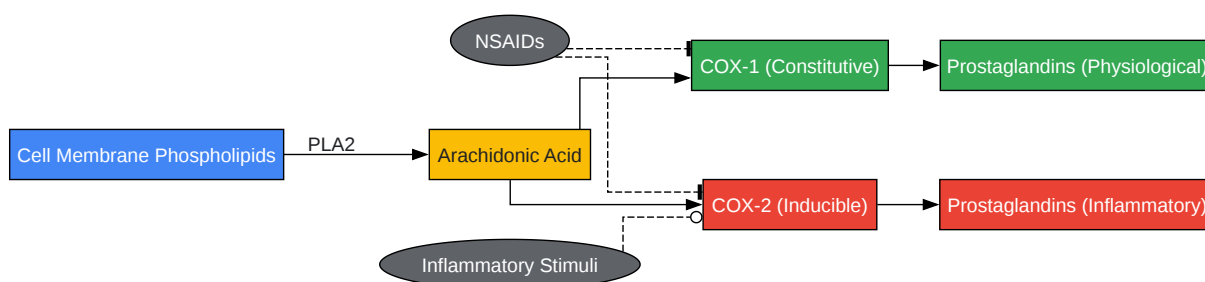 NSAIDs
COX-1 (Constitutive)
Prostaglandins (Physiological)
Cell Membrane Phospholipids
PLA2
Arachidonic Acid
COX-2 (Inducible)
Prostaglandins (Inflammatory)
Inflammatory Stimuli